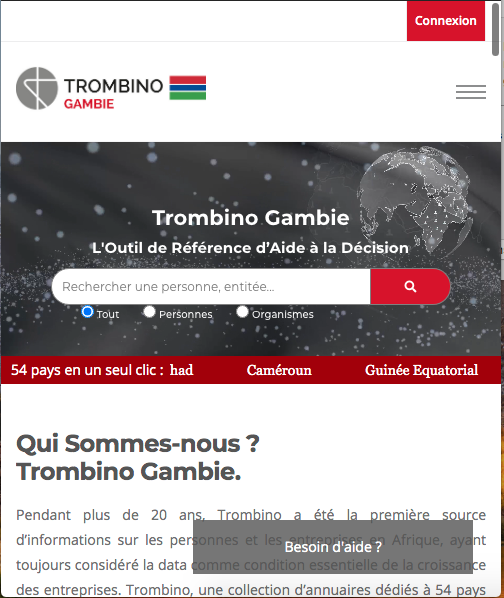 Connexion
TROMBINO
GAMBIE
Trombino Gambie
L'Outil de Référence d'Aide à la Décision
Rechercher une personne, entitée...
Tout Personnes Organismes
54 pays en un seul clic : had Caméroun Guinée Equatorial
Qui Sommes-nous ?
Trombino Gambie.
Pendant plus de 20 ans, Trombino a été la première source
d'informations sur les personnes et les entreprises en Afrique, ayant
Besoin d'aide ?
toujours considéré la data comme condition essentielle de la croissance
des entreprises. Trombino, une collection d'annuaires dédiés à 54 pays